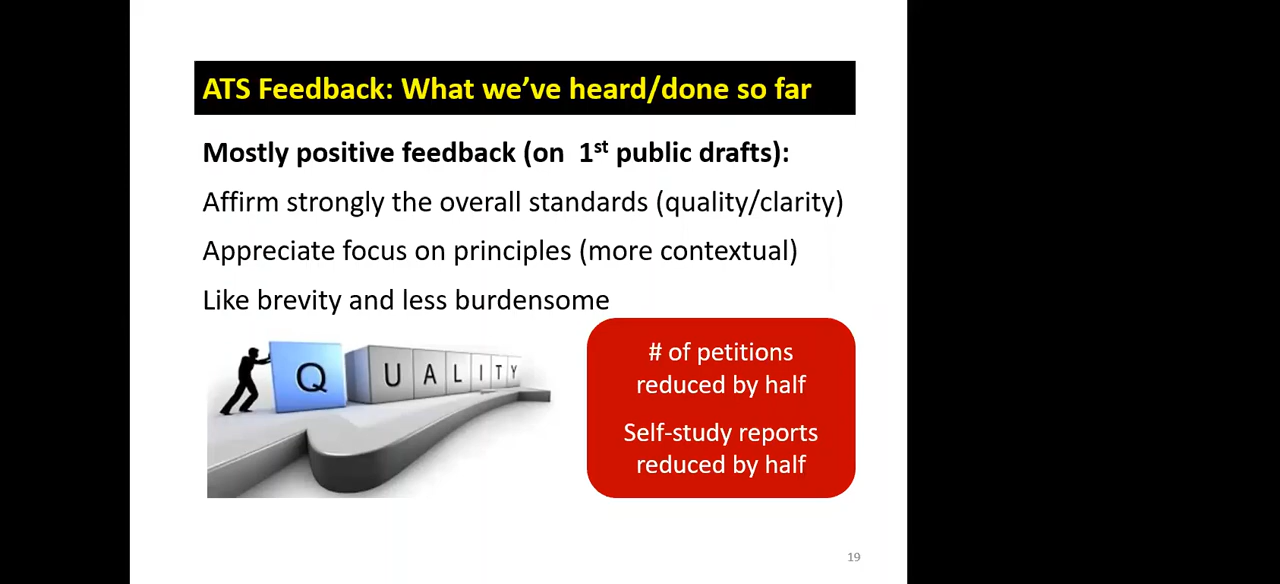 ATS Feedback: What we've heard/done so far
Mostly positive feedback (on 1st public drafts):
Affirm strongly the overall standards (quality/clarity)
Appreciate focus on principles (more contextual)
Like brevity and less burdensome
# of petitions
reduced by half
Self-study reports
reduced by half
QUALITY
19